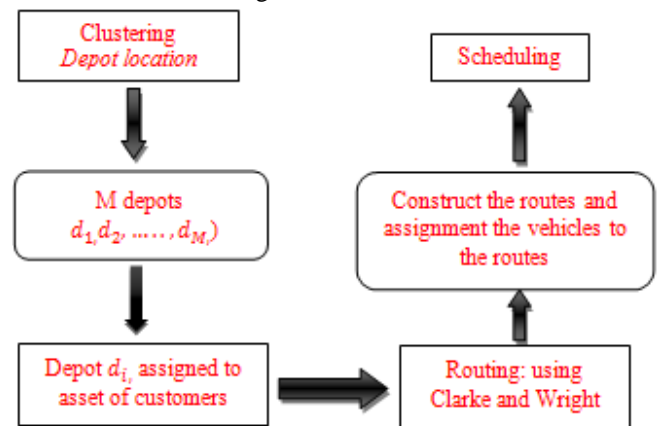 Clustering
Depot location
M depots
d₁,d₂, ….. , d_M,)
Depot dᵢ, assigned to
asset of customers
Routing: using
Clarke and Wright
Construct the routes and
assignment the vehicles to
the routes
Scheduling